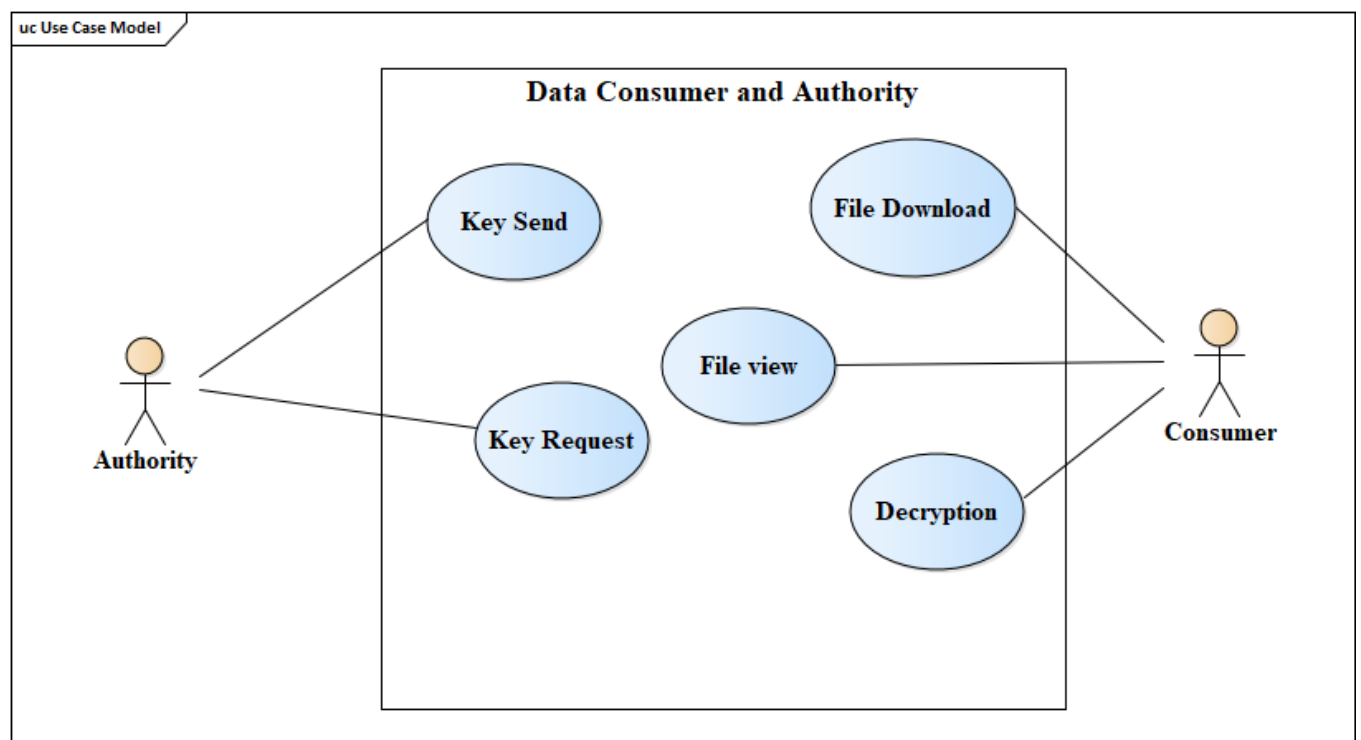 uc Use Case Model
Data Consumer and Authority
Key Send
File Download
File view
Key Request
Authority
Consumer
Decryption